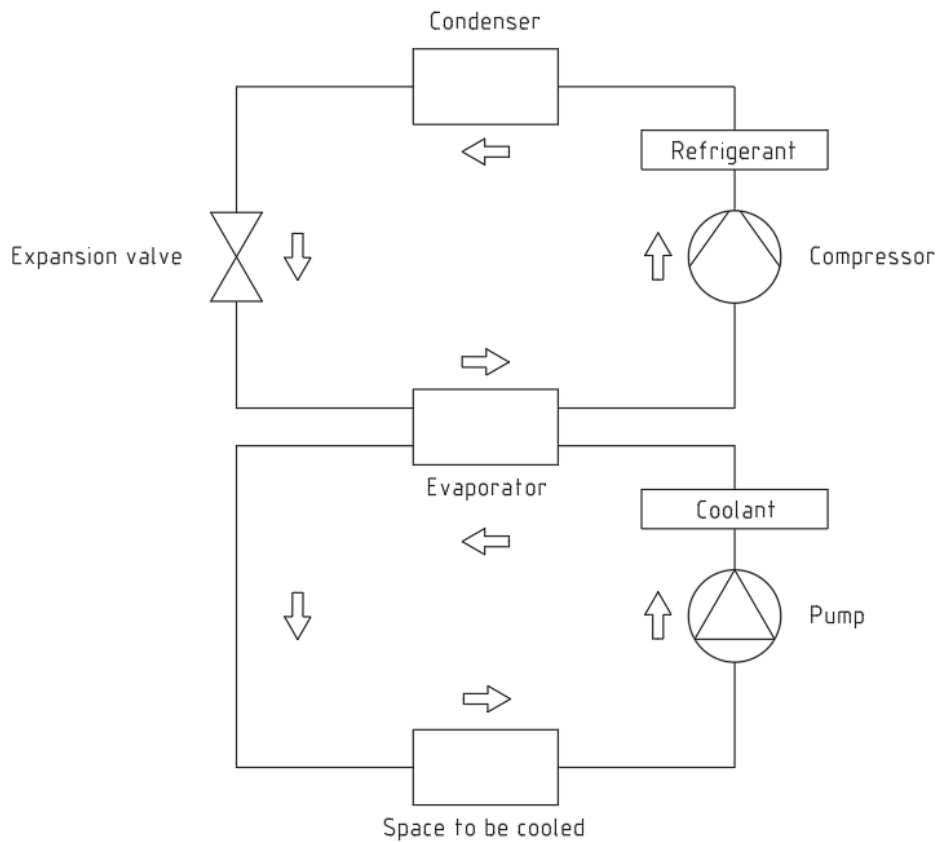 Condenser
Refrigerant
Expansion valve
Compressor
Evaporator
Coolant
Pump
Space to be cooled